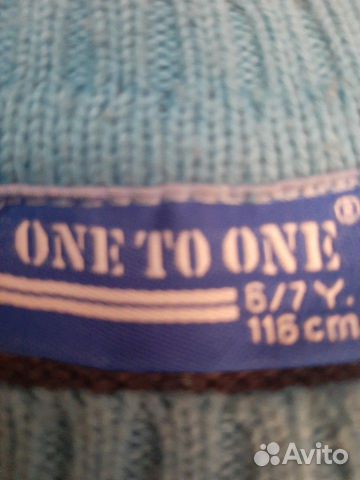 ONE TO ONE®
6/7 Y.
116 cm
Avito